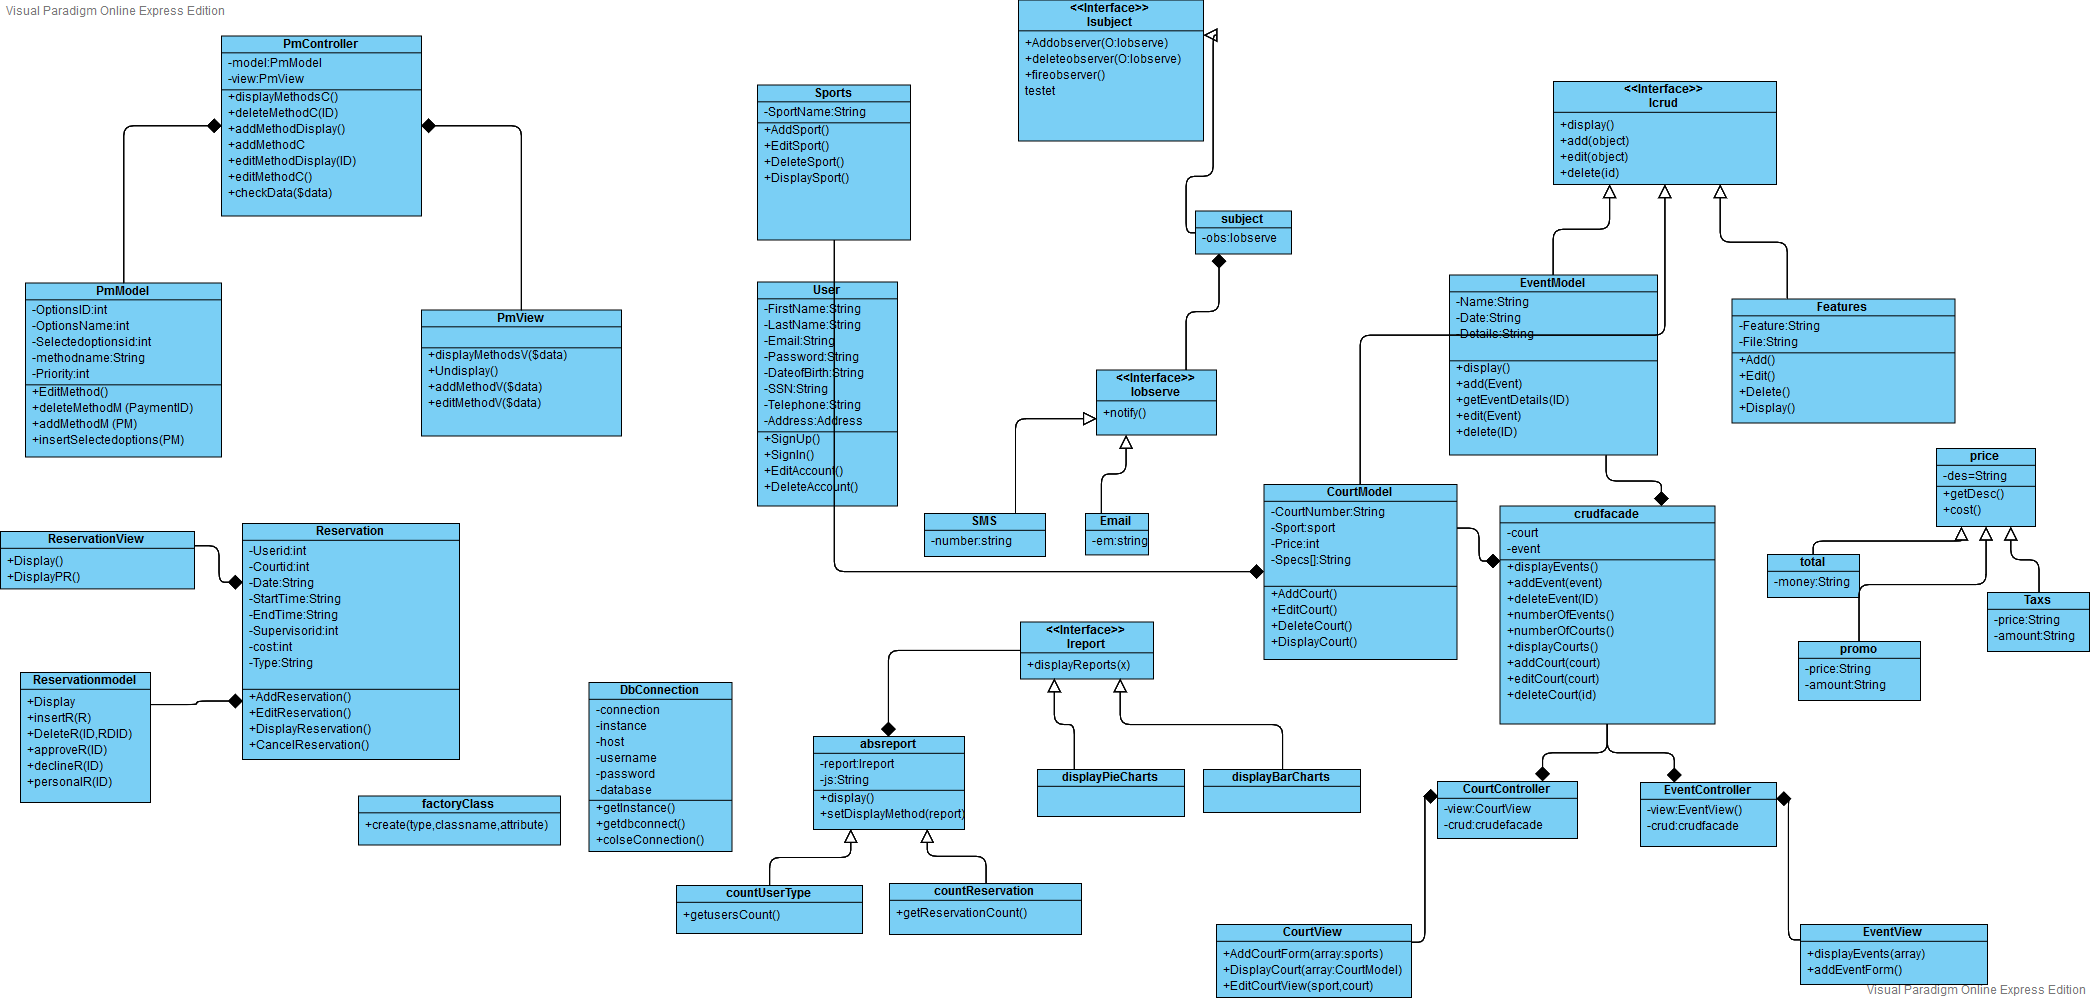 Visual Paradigm Online Express Edition
PmController
-model:PmModel
-view:PmView
+displayMethodsC()
+deleteMethodC(ID)
+addMethodDisplay()
+addMethodC
+editMethodDisplay(ID)
+editMethodC()
+checkData($data)
PmModel
-OptionsID:int
-OptionsName:int
-Selectedoptionsid:int
-methodname:String
-Priority:int
+EditMethod()
+deleteMethodM (PaymentID)
+addMethodM (PM)
+insertSelectedoptions(PM)
PmView
+displayMethodsV($data)
+Undisplay()
+addMethodV($data)
+editMethodV($data)
ReservationView
+Display()
+DisplayPR()
Reservation
-Userid:int
-Courtid:int
-Date:String
-StartTime:String
-EndTime:String
-Supervisorid:int
-cost:int
-Type:String
+AddReservation()
+EditReservation()
+DisplayReservation()
+CancelReservation()
Reservationmodel
+Display
+insertR(R)
+DeleteR(ID,RDID)
+approveR(ID)
+declineR(ID)
+personalR(ID)
factoryClass
+create(type,classname,attribute)
Sports
-SportName:String
+AddSport()
+EditSport()
+DeleteSport()
+DisplaySport()
User
-FirstName:String
-LastName:String
-Email:String
-Password:String
-DateofBirth:String
-SSN:String
-Telephone:String
-Address:Address
+SignUp()
+SignIn()
+EditAccount()
+DeleteAccount()
DbConnection
-connection
-instance
-host
-username
-password
-database
+getInstance()
+getdbconnect()
+colseConnection()
<<Interface>>
Isubject
+Addobserver(O:Iobserve)
+deleteobserver(O:Iobserve)
+fireobserver()
testet
subject
-obs:Iobserve
<<Interface>>
Iobserve
+notify()
SMS
-number:string
Email
-em:string
<<Interface>>
Ireport
+displayReports(x)
absreport
-report:Ireport
-js:String
+display()
+setDisplayMethod(report)
displayPieCharts
displayBarCharts
countUserType
+getusersCount()
countReservation
+getReservationCount()
<<Interface>>
Icrud
+display()
+add(object)
+edit(object)
+delete(id)
EventModel
-Name:String
-Date:String
-Details:String
+display()
+add(Event)
+getEventDetails(ID)
+edit(Event)
+delete(ID)
Features
-Feature:String
-File:String
+Add()
+Edit()
+Delete()
+Display()
CourtModel
-CourtNumber:String
-Sport:sport
-Price:int
-Specs[]:String
+AddCourt()
+EditCourt()
+DeleteCourt()
+DisplayCourt()
crudfacade
-court
-event
+displayEvents()
+addEvent(event)
+deleteEvent(ID)
+numberOfEvents()
+numberOfCourts()
+displayCourts()
+addCourt(court)
+editCourt(court)
+deleteCourt(id)
price
-des=String
+getDesc()
+cost()
total
-money:String
Taxs
-price:String
-amount:String
promo
-price:String
-amount:String
CourtController
-view:CourtView
-crud:crudefacade
EventController
-view:EventView()
-crud:crudfacade
CourtView
+AddCourtForm(array:sports)
+DisplayCourt(array:CourtModel)
+EditCourtView(sport,court)
EventView
+displayEvents(array)
+addEventForm()
Visual Paradigm Online Express Edition